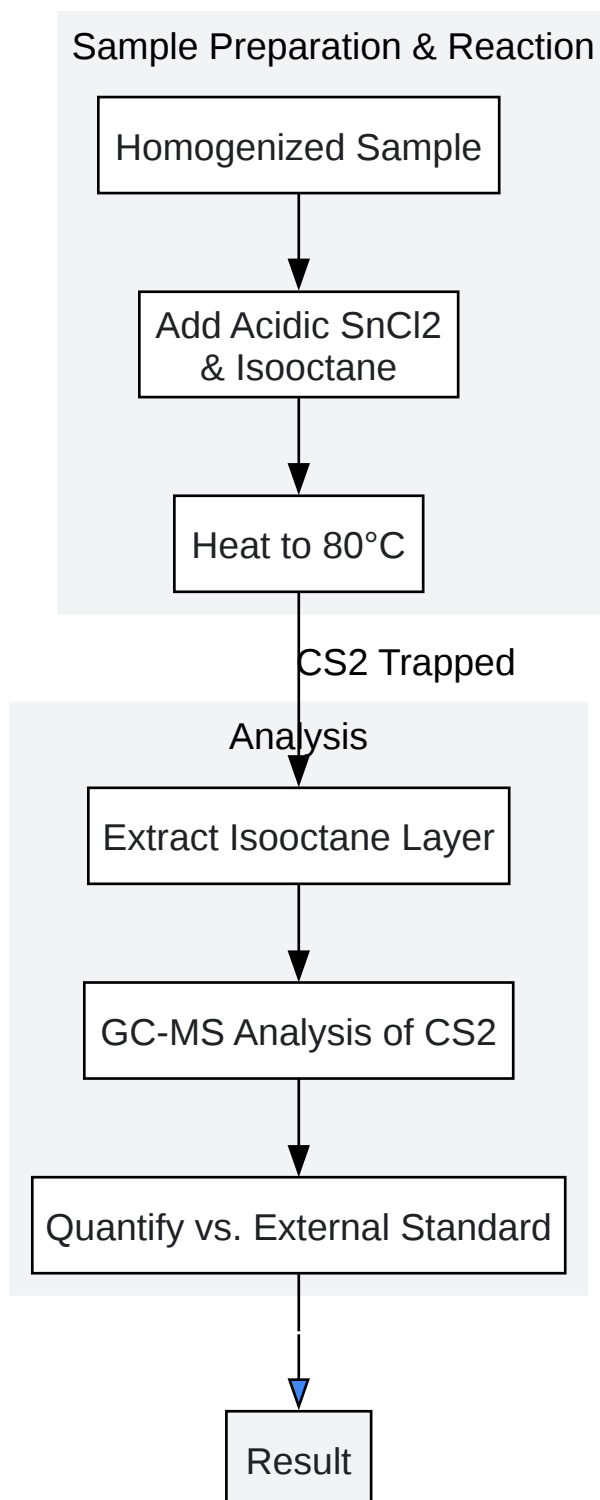 Sample Preparation & Reaction
Homogenized Sample
Add Acidic SnCl2
& Isooctane
Heat to 80°C
CS2 Trapped
Analysis
Extract Isooctane Layer
GC-MS Analysis of CS2
Quantify vs. External Standard
Result